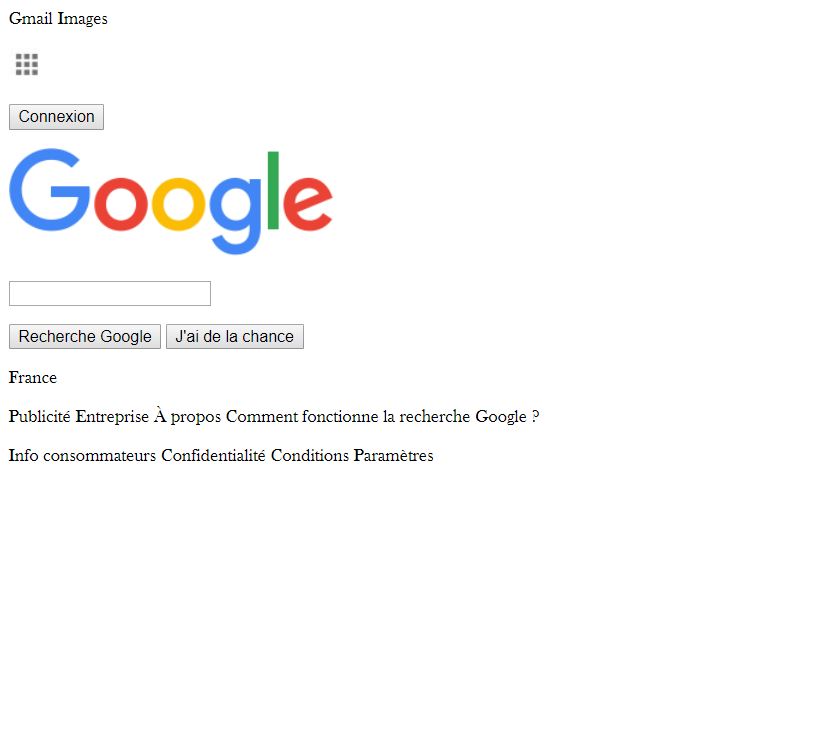 Gmail Images
Connexion
Google
Recherche Google J'ai de la chance
France
Publicité Entreprise À propos Comment fonctionne la recherche Google ?
Info consommateurs Confidentialité Conditions Paramètres